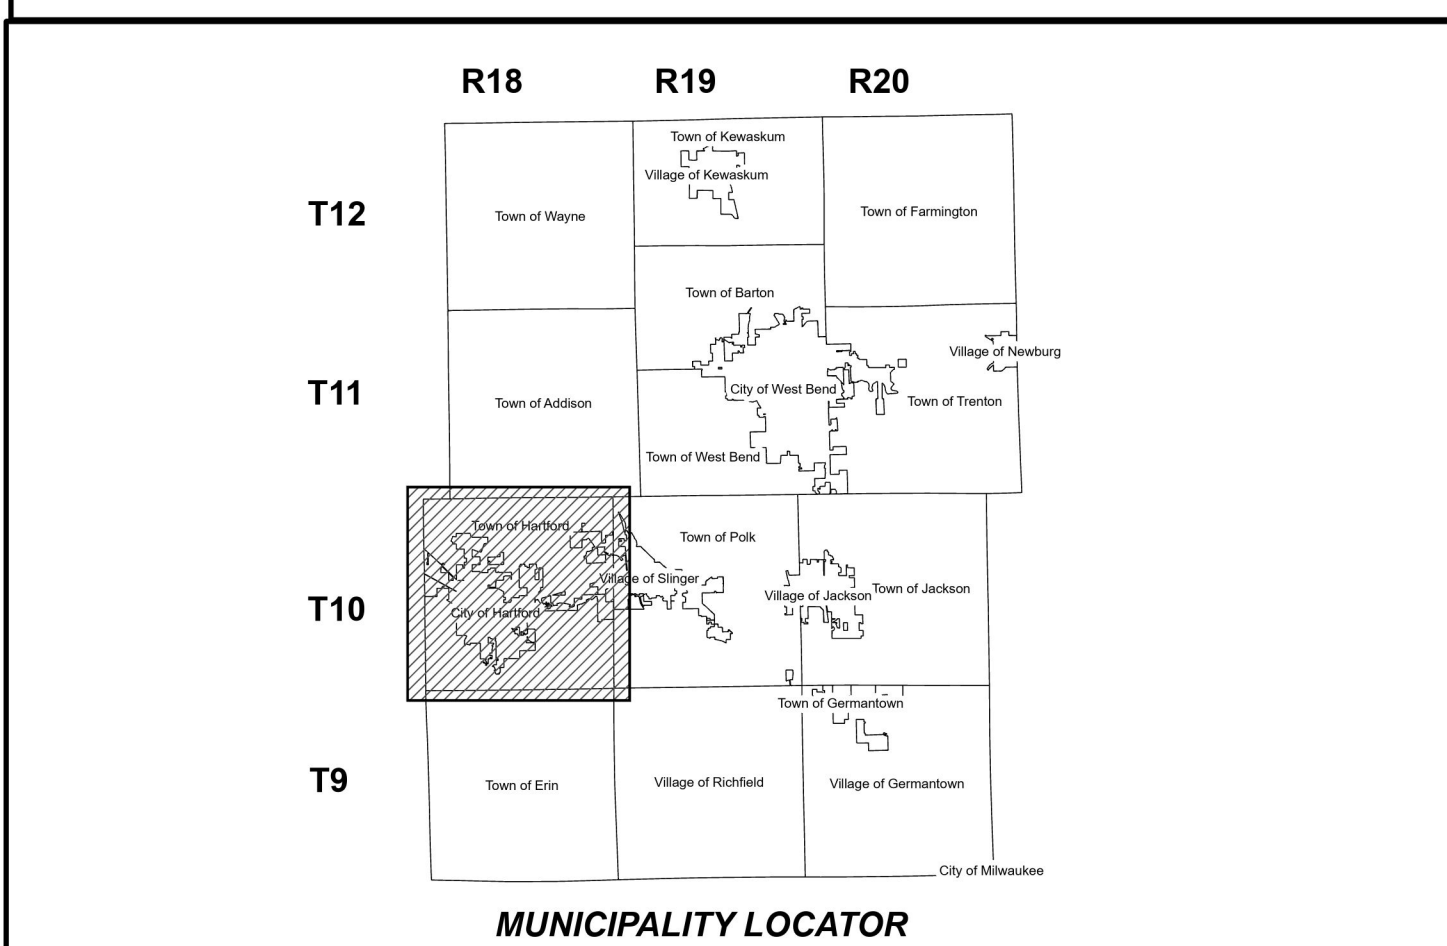 R18 R19 R20
Town of Kewaskum
Village of Kewaskum
T12
Town of Wayne
Town of Farmington
Town of Barton
Village of Newburg
T11
City of West Bend
Town of Addison
Town of Trenton
Town of West Bend
Town of Hartford
Town of Polk
Village of Slinger
Town of Jackson
Village of Jackson
T10
City of Hartford
Town of Germantown
T9
Town of Erin
Village of Richfield
Village of Germantown
City of Milwaukee
MUNICIPALITY LOCATOR